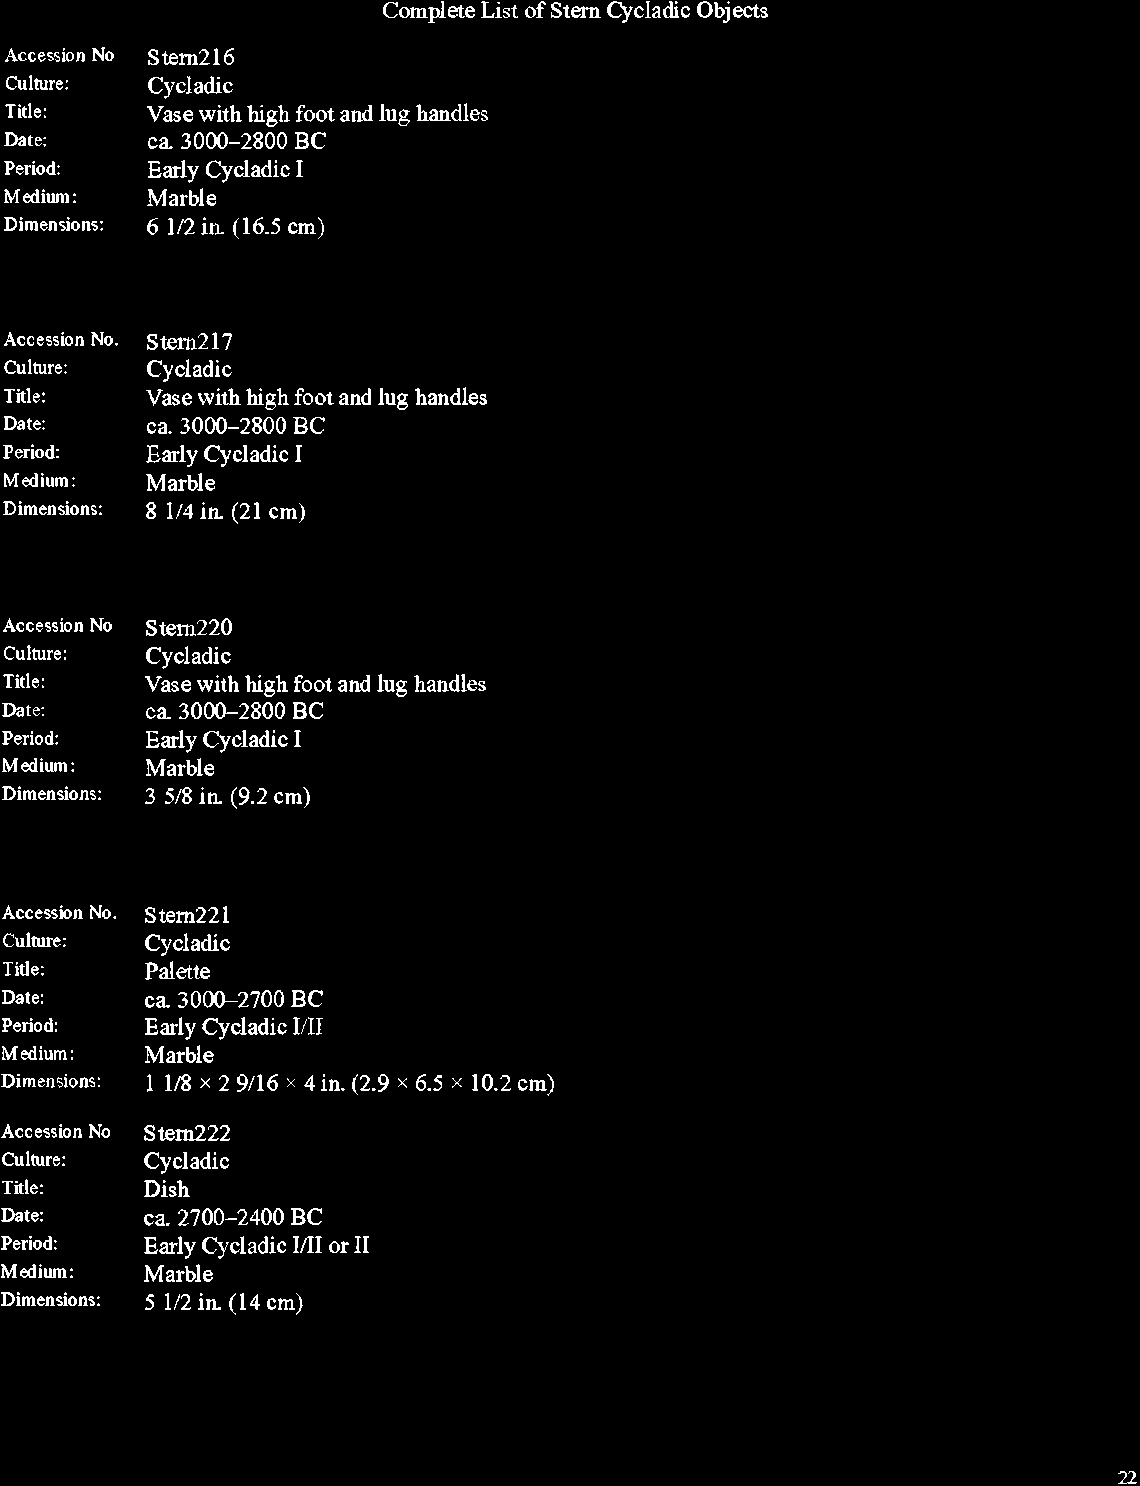 Complete List of Stern Cycladic Objects
Accession No Stern216
Culture: Cycladic
Title: Vase with high foot and lug handles
Date: ca. 3000–2800 BC
Period: Early Cycladic I
Medium: Marble
Dimensions: 6 1/2 in. (16.5 cm)
Accession No. Stern217
Culture: Cycladic
Title: Vase with high foot and lug handles
Date: ca. 3000–2800 BC
Period: Early Cycladic I
Medium: Marble
Dimensions: 8 1/4 in. (21 cm)
Accession No Stern220
Culture: Cycladic
Title: Vase with high foot and lug handles
Date: ca. 3000–2800 BC
Period: Early Cycladic I
Medium: Marble
Dimensions: 3 5/8 in. (9.2 cm)
Accession No. Stern221
Culture: Cycladic
Title: Palette
Date: ca. 3000–2700 BC
Period: Early Cycladic I/II
Medium: Marble
Dimensions: 1 1/8 × 2 9/16 × 4 in. (2.9 × 6.5 × 10.2 cm)
Accession No Stern222
Culture: Cycladic
Title: Dish
Date: ca. 2700–2400 BC
Period: Early Cycladic I/II or II
Medium: Marble
Dimensions: 5 1/2 in. (14 cm)
22